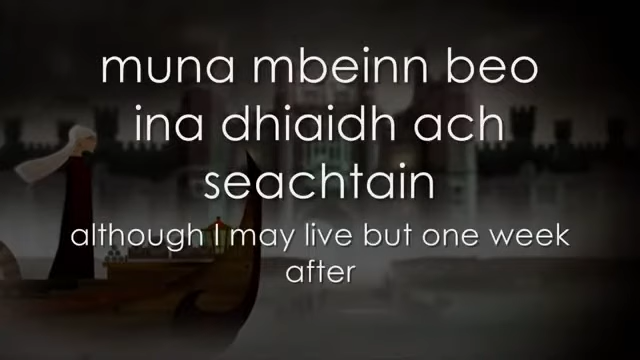 muna mbeinn beo
ina dhiaidh ach
seachtain
although I may live but one week
after